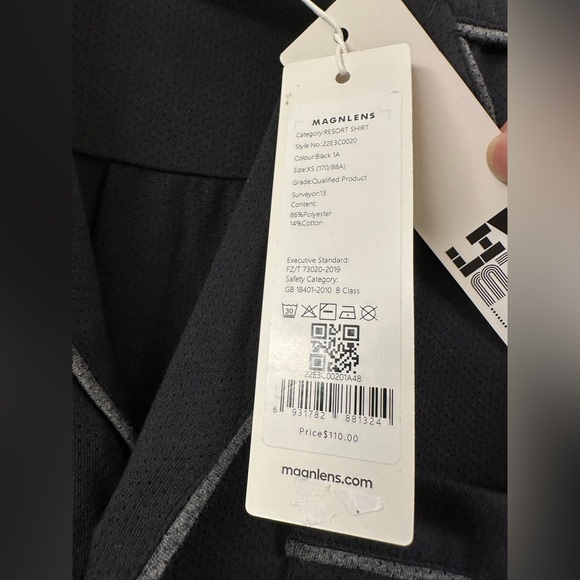 MAGNLENS
Category:RESORT SHIRT
Style No.:22E3C0020
Colour:Black 1A
Size:XS (170/88A)
Grade:Qualified Product
Surveyor:13
Content:
86%Polyester
14%Cotton
Executive Standard:
FZ/T 73020-2019
Safety Category:
GB 18401-2010 B Class
30
22E3C00201A48
6 931782 881324
Price$110.00
magnlens.com